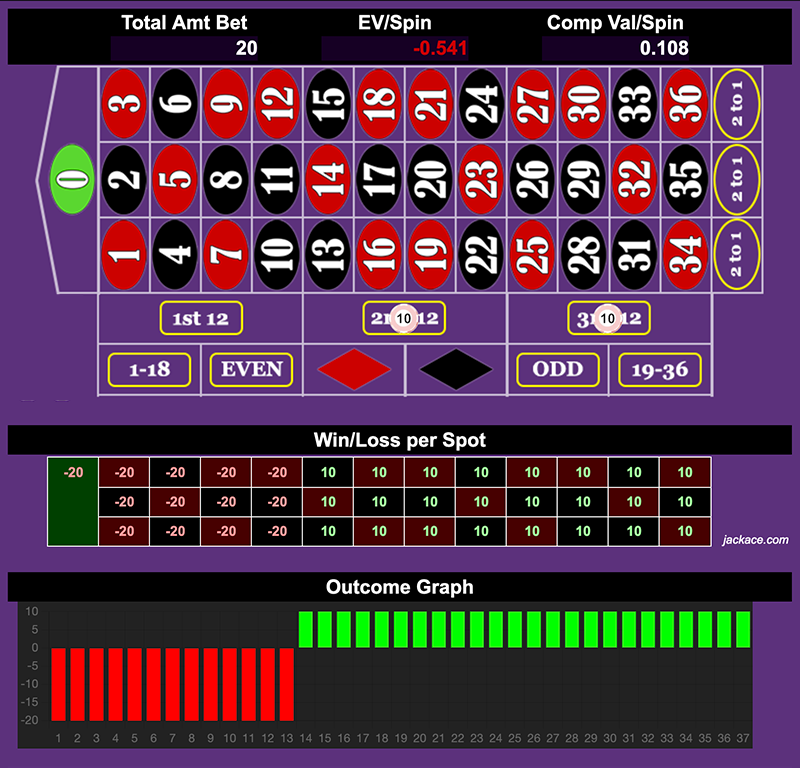 Total Amt Bet EV/Spin Comp Val/Spin
20 -0.541 0.108
3 6 9 12 15 18 21 24 27 30 33 36 2 to 1
0 2 5 8 11 14 17 20 23 26 29 32 35 2 to 1
1 4 7 10 13 16 19 22 25 28 31 34 2 to 1
1st 12 10 12 10 12
1-18 EVEN ODD 19-36
Win/Loss per Spot
-20 -20 -20 -20 -20 10 10 10 10 10 10 10 10
-20 -20 -20 -20 10 10 10 10 10 10 10 10
-20 -20 -20 -20 10 10 10 10 10 10 10 10
jackace.com
Outcome Graph
10
5
0
-5
-10
-15
-20
1 2 3 4 5 6 7 8 9 10 11 12 13 14 15 16 17 18 19 20 21 22 23 24 25 26 27 28 29 30 31 32 33 34 35 36 37